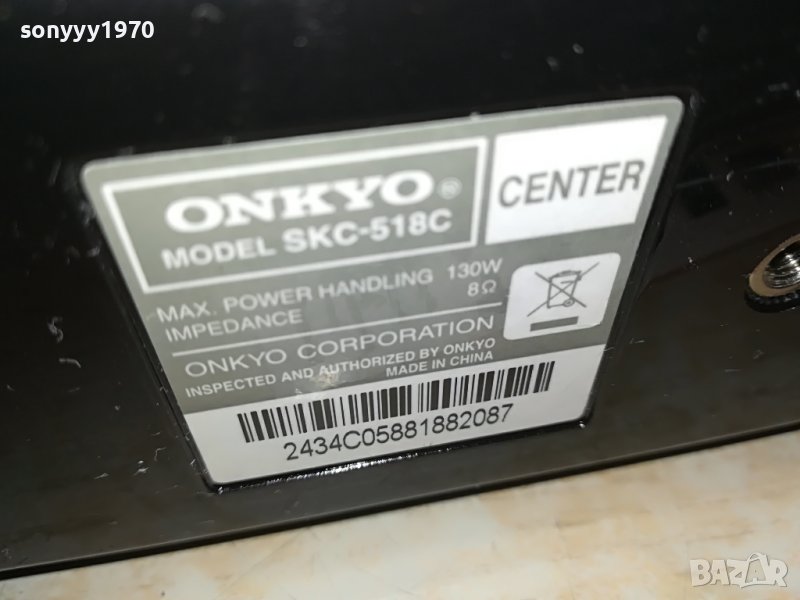 sonyyy1970
ONKYO®
MODEL SKC-518C
CENTER
MAX. POWER HANDLING 130W
IMPEDANCE 8Ω
ONKYO CORPORATION
INSPECTED AND AUTHORIZED BY ONKYO
MADE IN CHINA
2434C05881882087
BAZAR